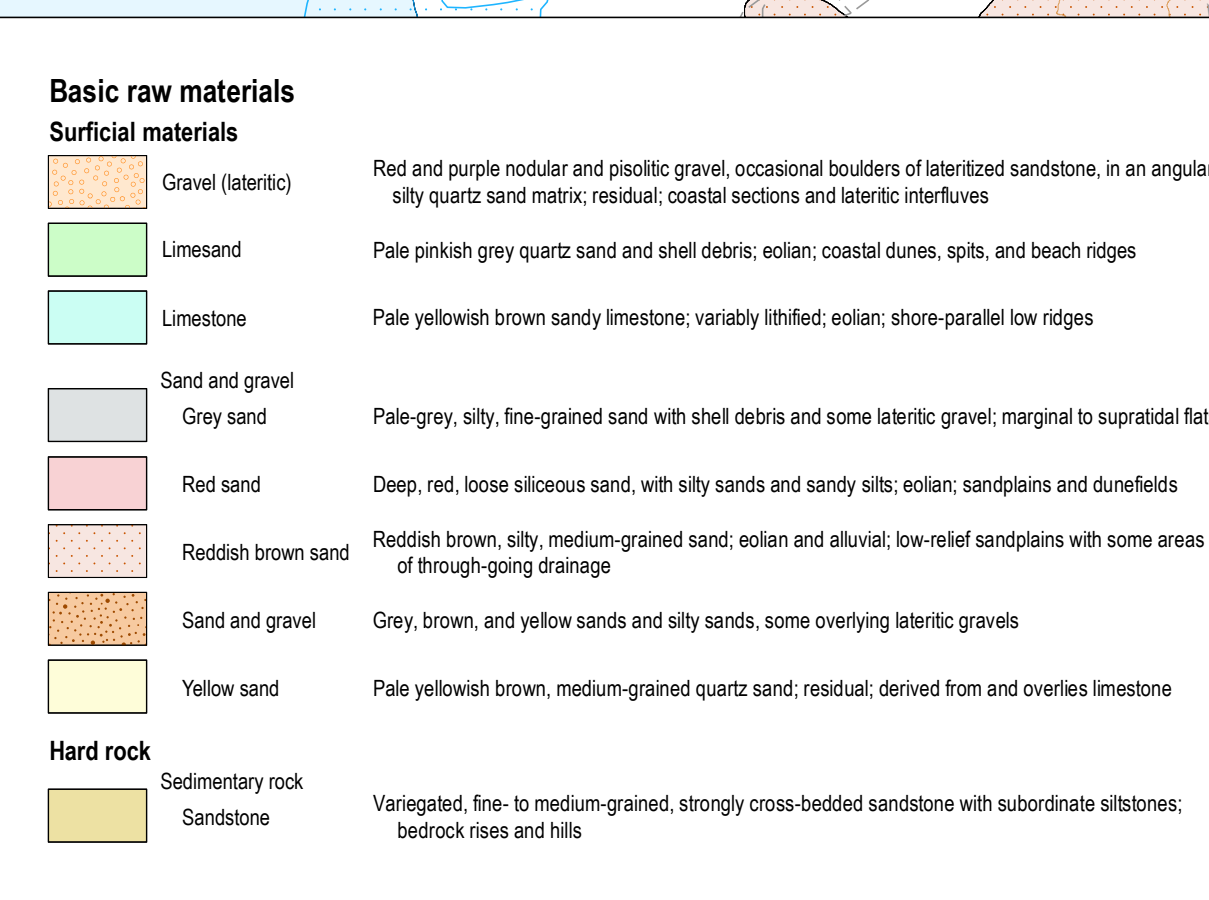 Basic raw materials
Surficial materials
Gravel (lateritic)
Red and purple nodular and pisolitic gravel, occasional boulders of lateritized sandstone, in an angular
silty quartz sand matrix; residual; coastal sections and lateritic interfluves
Limesand
Pale pinkish grey quartz sand and shell debris; eolian; coastal dunes, spits, and beach ridges
Limestone
Pale yellowish brown sandy limestone; variably lithified; eolian; shore-parallel low ridges
Sand and gravel
Grey sand
Pale-grey, silty, fine-grained sand with shell debris and some lateritic gravel; marginal to supratidal flat
Red sand
Deep, red, loose siliceous sand, with silty sands and sandy silts; eolian; sandplains and dunefields
Reddish brown sand
Reddish brown, silty, medium-grained sand; eolian and alluvial; low-relief sandplains with some areas
of through-going drainage
Sand and gravel
Grey, brown, and yellow sands and silty sands, some overlying lateritic gravels
Yellow sand
Pale yellowish brown, medium-grained quartz sand; residual; derived from and overlies limestone
Hard rock
Sedimentary rock
Sandstone
Variegated, fine- to medium-grained, strongly cross-bedded sandstone with subordinate siltstones;
bedrock rises and hills